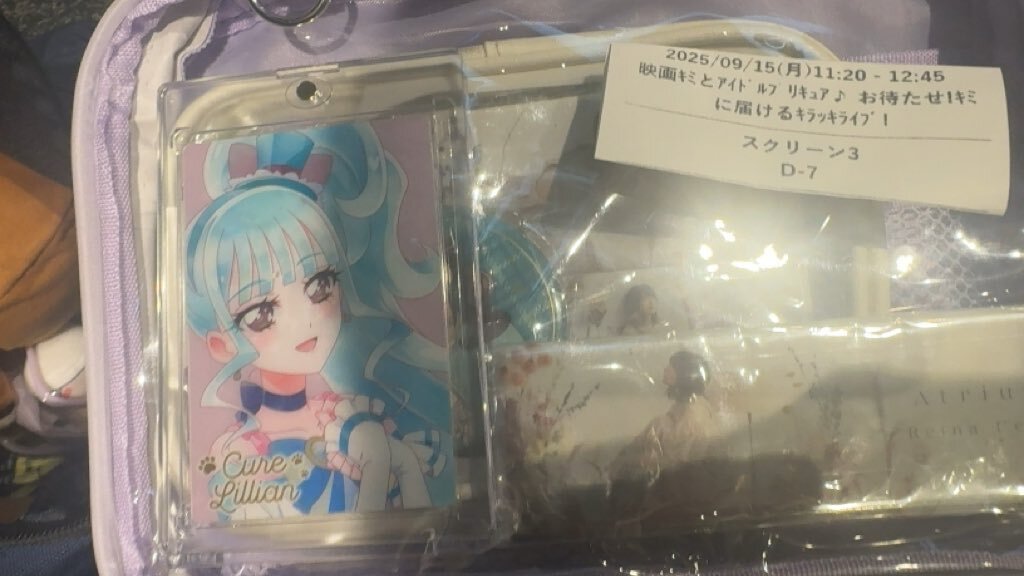 2025/09/15(月)11:20 - 12:45
映画ｷﾐとｱｲﾄﾞﾙﾌﾟﾘｷｭｱ♪ お待たせ!ｷﾐ
に届けるｷﾗｯｷﾗｲﾌﾞ!
スクリーン3
D-7
Cure
Lillian
Atriu
Reina